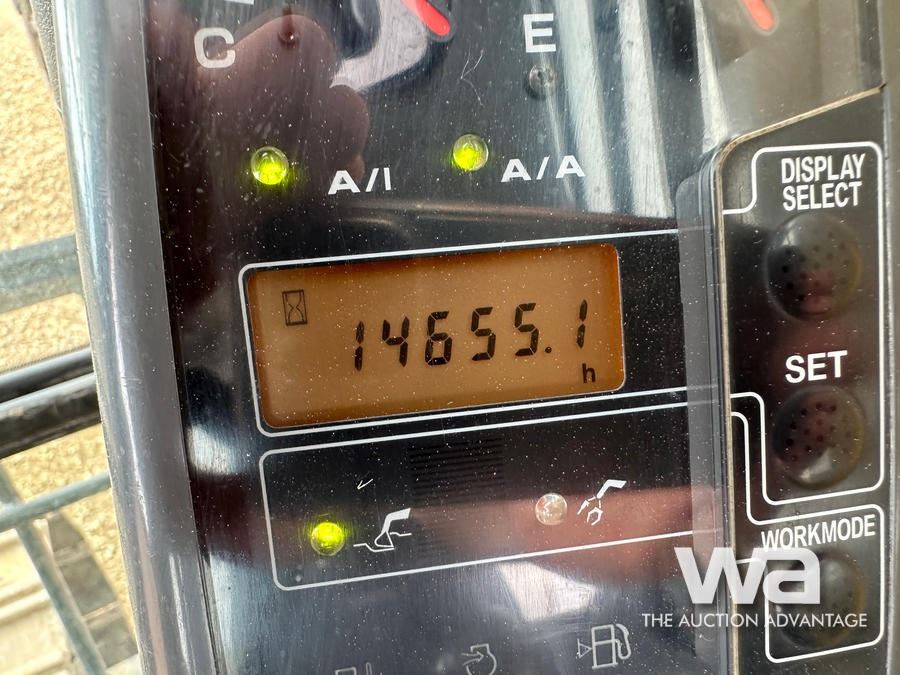 C
E
A/I
A/A
DISPLAY
SELECT
14655.1
h
SET
WORKMODE
wa
THE AUCTION ADVANTAGE